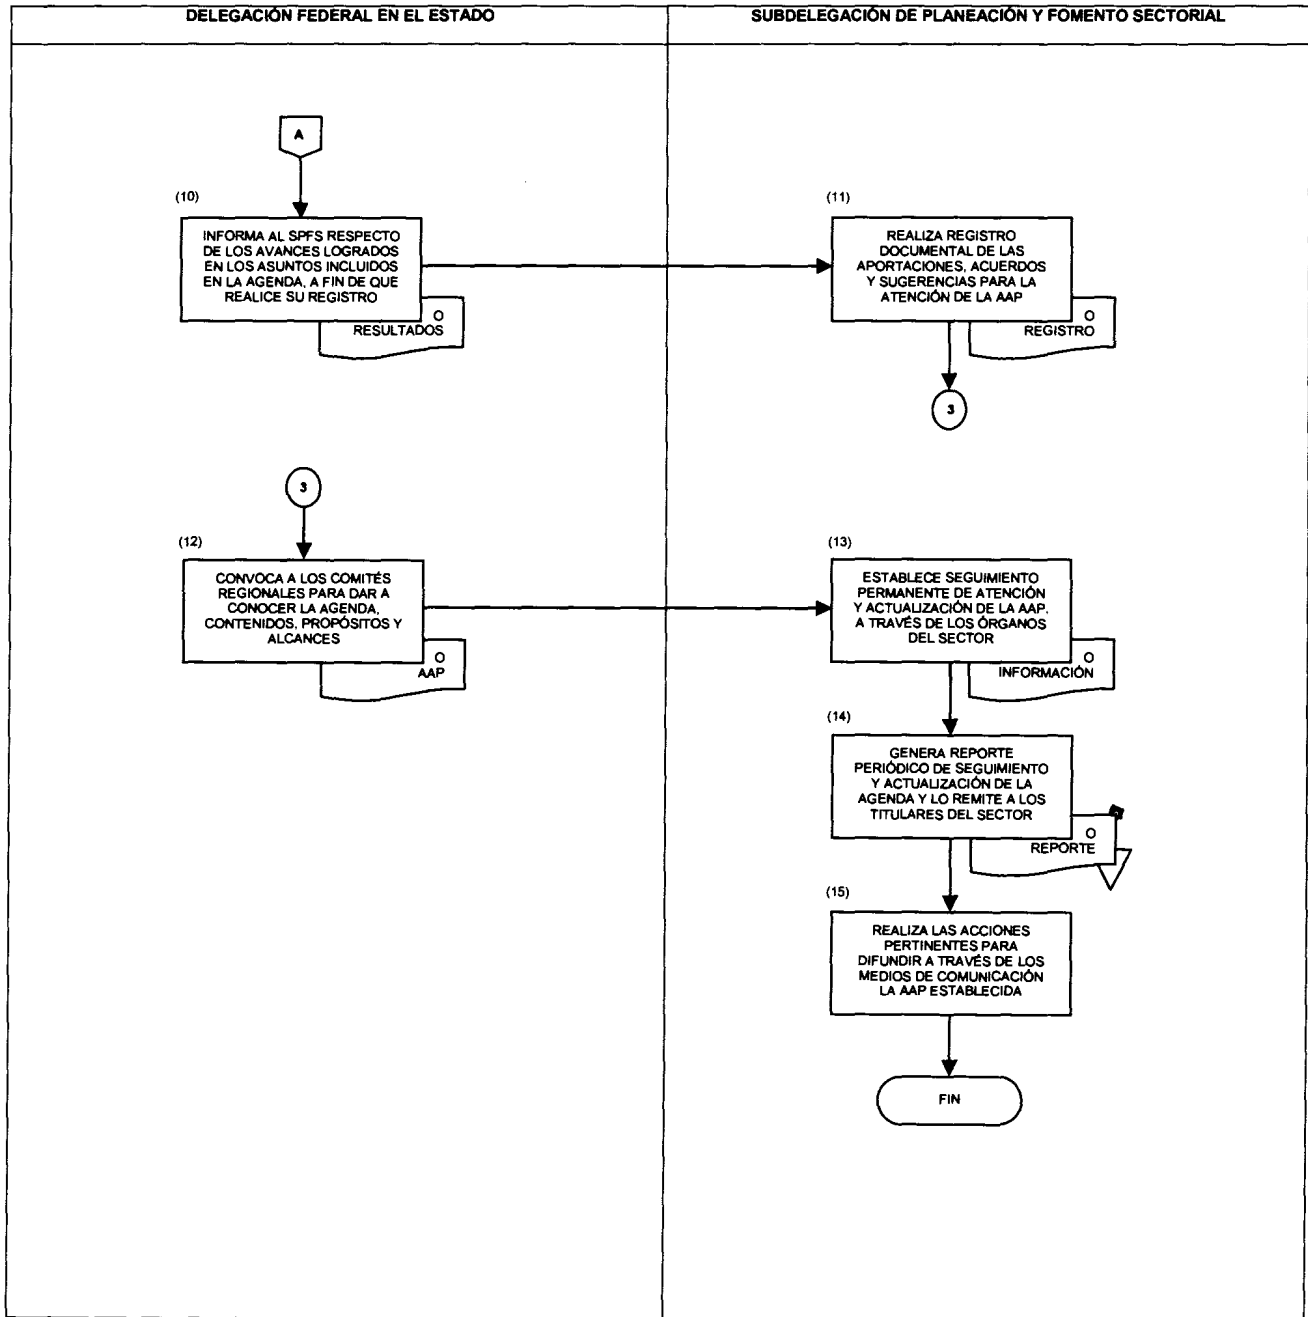 DELEGACIÓN FEDERAL EN EL ESTADO
SUBDELEGACIÓN DE PLANEACIÓN Y FOMENTO SECTORIAL
A
(10)
INFORMA AL SPFS RESPECTO
DE LOS AVANCES LOGRADOS
EN LOS ASUNTOS INCLUIDOS
EN LA AGENDA, A FIN DE QUE
REALICE SU REGISTRO
O
RESULTADOS
(11)
REALIZA REGISTRO
DOCUMENTAL DE LAS
APORTACIONES, ACUERDOS
Y SUGERENCIAS PARA LA
ATENCIÓN DE LA AAP
O
REGISTRO
3
3
(12)
CONVOCA A LOS COMITÉS
REGIONALES PARA DAR A
CONOCER LA AGENDA,
CONTENIDOS, PROPÓSITOS Y
ALCANCES
O
AAP
(13)
ESTABLECE SEGUIMIENTO
PERMANENTE DE ATENCIÓN
Y ACTUALIZACIÓN DE LA AAP,
A TRAVÉS DE LOS ÓRGANOS
DEL SECTOR
O
INFORMACIÓN
(14)
GENERA REPORTE
PERIÓDICO DE SEGUIMIENTO
Y ACTUALIZACIÓN DE LA
AGENDA Y LO REMITE A LOS
TITULARES DEL SECTOR
O
REPORTE
(15)
REALIZA LAS ACCIONES
PERTINENTES PARA
DIFUNDIR A TRAVÉS DE LOS
MEDIOS DE COMUNICACIÓN
LA AAP ESTABLECIDA
FIN